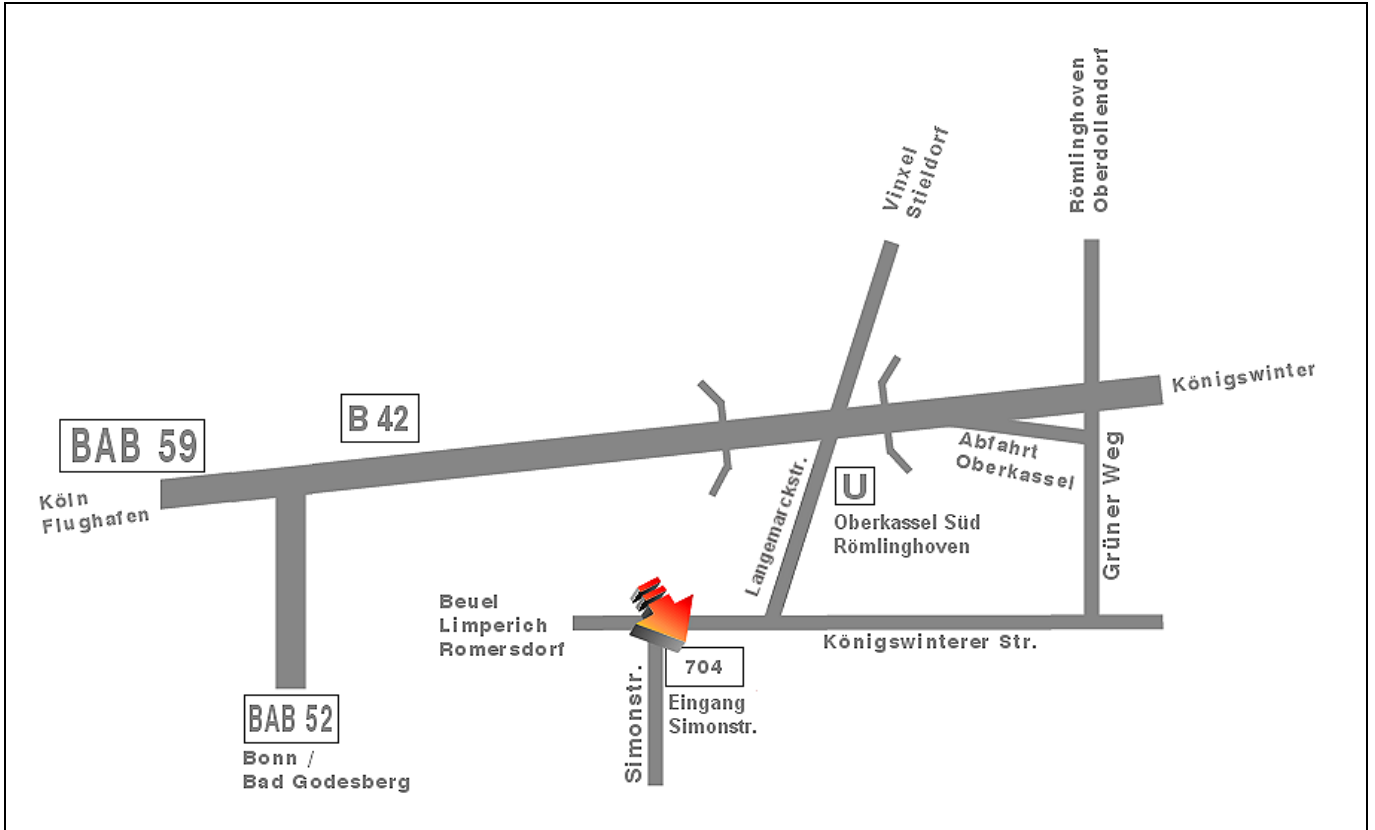 Römlinghoven
Oberdollendorf
Vinxel
Stieldorf
Königswinter
B 42
BAB 59
Köln
Flughafen
Abfahrt
Oberkassel
Grüner Weg
Langemarckstr.
U
Oberkassel Süd
Römlinghoven
Beuel
Limperich
Romersdorf
Königswinterer Str.
704
Eingang
Simonstr.
Simonstr.
BAB 52
Bonn /
Bad Godesberg